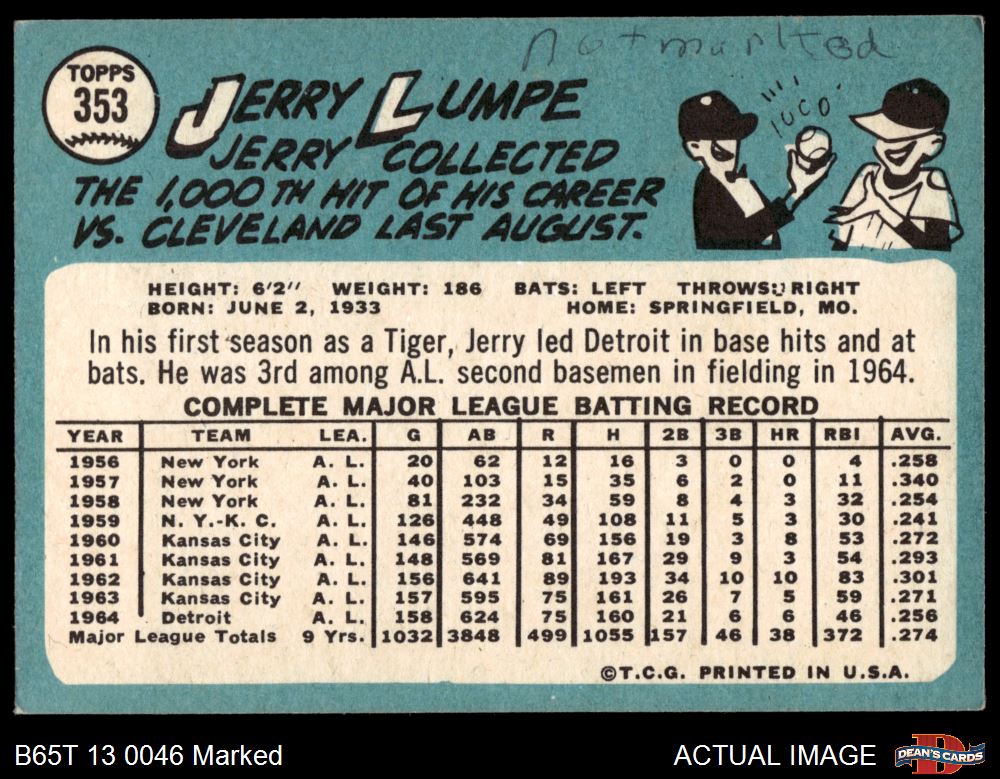 not marked
TOPPS
353
JERRY LUMPE
JERRY COLLECTED
THE 1,000 TH HIT OF HIS CAREER
VS. CLEVELAND LAST AUGUST.
HEIGHT: 6'2" WEIGHT: 186 BATS: LEFT THROWS: RIGHT
BORN: JUNE 2, 1933 HOME: SPRINGFIELD, MO.
In his first season as a Tiger, Jerry led Detroit in base hits and at
bats. He was 3rd among A.L. second basemen in fielding in 1964.
COMPLETE MAJOR LEAGUE BATTING RECORD
YEAR TEAM LEA. G AB R H 2B 3B HR RBI AVG.
1956 New York A. L. 20 62 12 16 3 0 0 4 .258
1957 New York A. L. 40 103 15 35 6 2 0 11 .340
1958 New York A. L. 81 232 34 59 8 4 3 32 .254
1959 N. Y.-K. C. A. L. 126 448 49 108 11 5 3 30 .241
1960 Kansas City A. L. 146 574 69 156 19 3 8 53 .272
1961 Kansas City A. L. 148 569 81 167 29 9 3 54 .293
1962 Kansas City A. L. 156 641 89 193 34 10 10 83 .301
1963 Kansas City A. L. 157 595 75 161 26 7 5 59 .271
1964 Detroit A. L. 158 624 75 160 21 6 6 46 .256
Major League Totals 9 Yrs. 1032 3848 499 1055 157 46 38 372 .274
©T.C.G. PRINTED IN U.S.A.
B65T 13 0046 Marked ACTUAL IMAGE DEAN'S CARDS